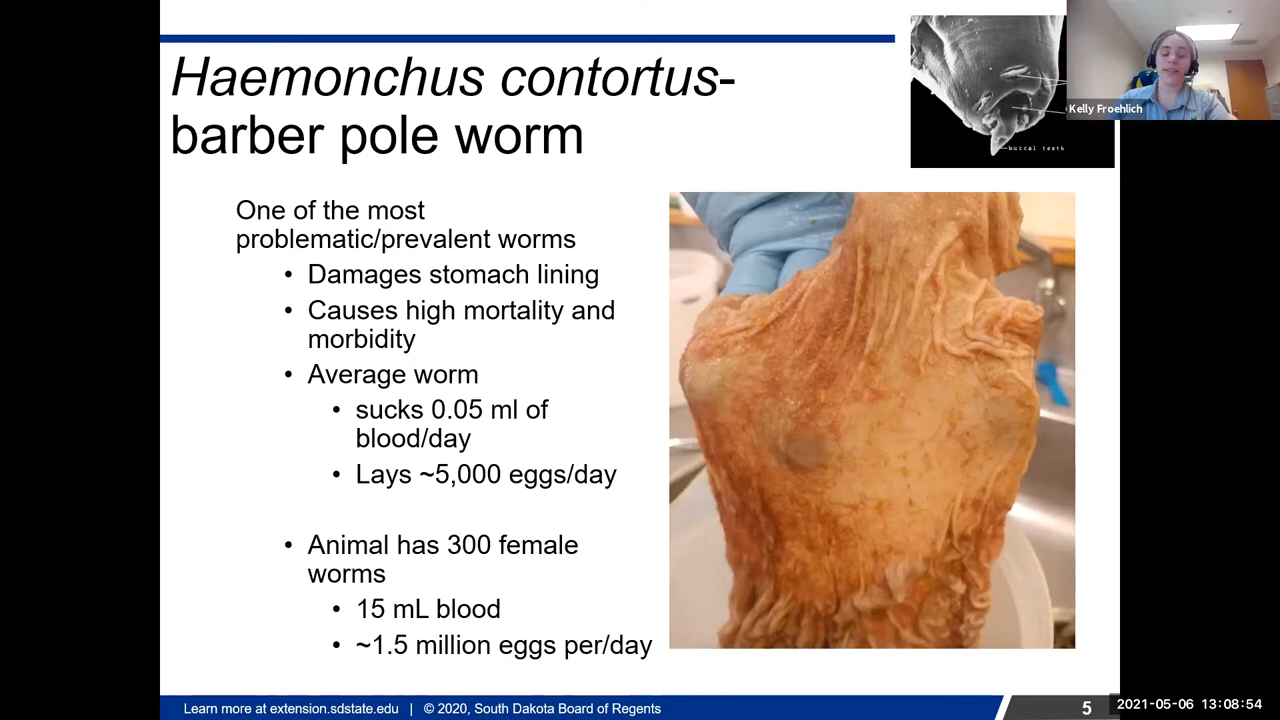 Haemonchus contortus-
barber pole worm
buccal tooth
Kelly Froehlich
One of the most
problematic/prevalent worms
• Damages stomach lining
• Causes high mortality and
morbidity
• Average worm
• sucks 0.05 ml of
blood/day
• Lays ~5,000 eggs/day
• Animal has 300 female
worms
• 15 mL blood
• ~1.5 million eggs per/day
Learn more at extension.sdstate.edu | © 2020, South Dakota Board of Regents
5
2021-05-06 13:08:54